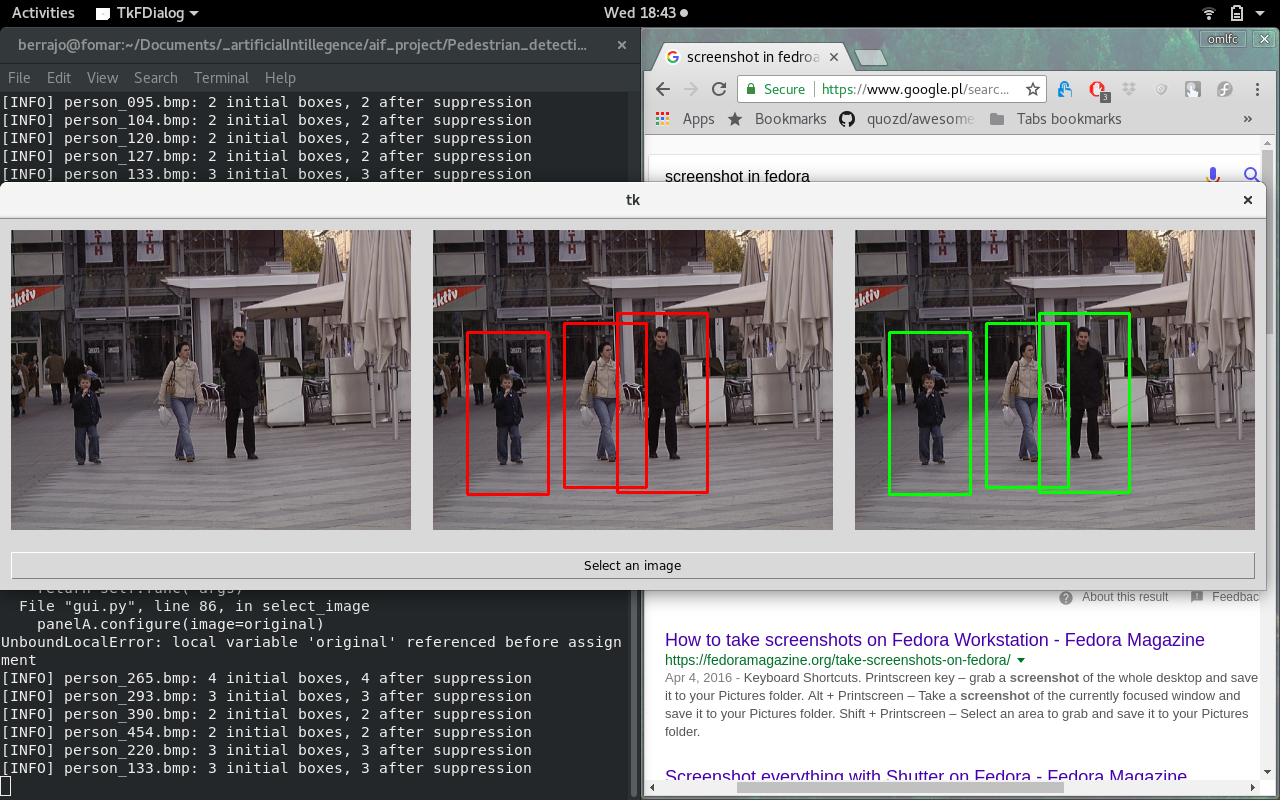 Activities TkFDialog Wed 18:43
berrajo@fomar:~/Documents/_artificialIntillegence/aif_project/Pedestrian_detecti...
File Edit View Search Terminal Help
[INFO] person_095.bmp: 2 initial boxes, 2 after suppression
[INFO] person_104.bmp: 2 initial boxes, 2 after suppression
[INFO] person_120.bmp: 2 initial boxes, 2 after suppression
[INFO] person_127.bmp: 2 initial boxes, 2 after suppression
[INFO] person_133.bmp: 3 initial boxes, 3 after suppression
omlfc
screenshot in fedroa
Secure https://www.google.pl/searc...
3
Apps Bookmarks quozd/awesome Tabs bookmarks »
screenshot in fedora
tk
aktiv
aktiv
aktiv
Select an image
return self.func(*args)
File "gui.py", line 86, in select_image
panelA.configure(image=original)
UnboundLocalError: local variable 'original' referenced before assign
ment
[INFO] person_265.bmp: 4 initial boxes, 4 after suppression
[INFO] person_293.bmp: 3 initial boxes, 3 after suppression
[INFO] person_390.bmp: 2 initial boxes, 2 after suppression
[INFO] person_454.bmp: 2 initial boxes, 2 after suppression
[INFO] person_220.bmp: 3 initial boxes, 3 after suppression
[INFO] person_133.bmp: 3 initial boxes, 3 after suppression
About this result Feedbac
How to take screenshots on Fedora Workstation - Fedora Magazine
https://fedoramagazine.org/take-screenshots-on-fedora/
Apr 4, 2016 - Keyboard Shortcuts. Printscreen key – grab a screenshot of the whole desktop and save
it to your Pictures folder. Alt + Printscreen – Take a screenshot of the currently focused window and
save it to your Pictures folder. Shift + Printscreen – Select an area to grab and save it to your Pictures
folder.
Screenshot everything with Shutter on Fedora - Fedora Magazine